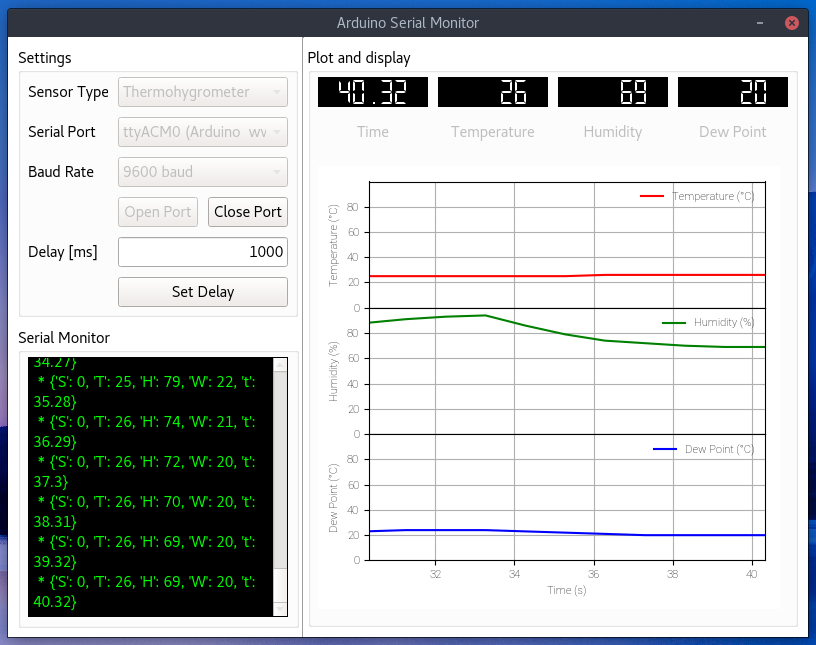 Arduino Serial Monitor
Settings
Sensor Type
Thermohygrometer
Serial Port
ttyACM0 (Arduino
Baud Rate
9600 baud
Open Port
Close Port
Delay [ms]
1000
Set Delay
Serial Monitor
34.27}
* {'S': 0, 'T': 25, 'H': 79, 'W': 22, 't':
35.28}
* {'S': 0, 'T': 26, 'H': 74, 'W': 21, 't':
36.29}
* {'S': 0, 'T': 26, 'H': 72, 'W': 20, 't':
37.3}
* {'S': 0, 'T': 26, 'H': 70, 'W': 20, 't':
38.31}
* {'S': 0, 'T': 26, 'H': 69, 'W': 20, 't':
39.32}
* {'S': 0, 'T': 26, 'H': 69, 'W': 20, 't':
40.32}
Plot and display
40.32 26 69 20
Time Temperature Humidity Dew Point
Temperature (°C)
Temperature (°C)
80
60
40
20
0
Humidity (%)
Humidity (%)
80
60
40
20
0
Dew Point (°C)
Dew Point (°C)
80
60
40
20
0
32 34 36 38 40
Time (s)